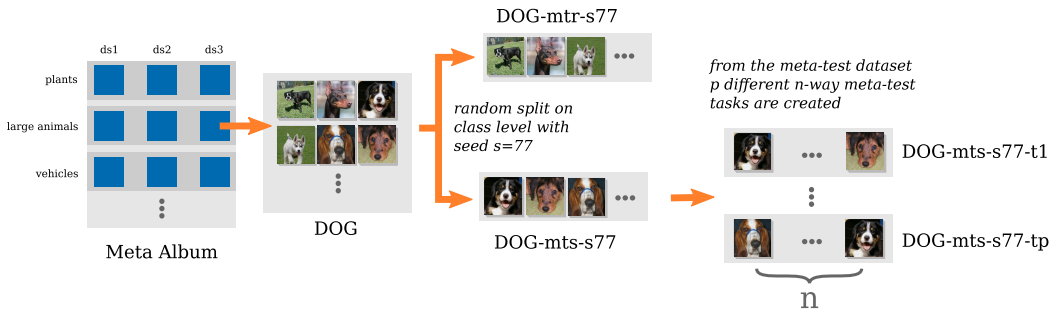 ds1 ds2 ds3
plants
large animals
vehicles
Meta Album
DOG
random split on
class level with
seed s=77
DOG-mtr-s77
DOG-mts-s77
from the meta-test dataset
p different n-way meta-test
tasks are created
DOG-mts-s77-t1
DOG-mts-s77-tp
n